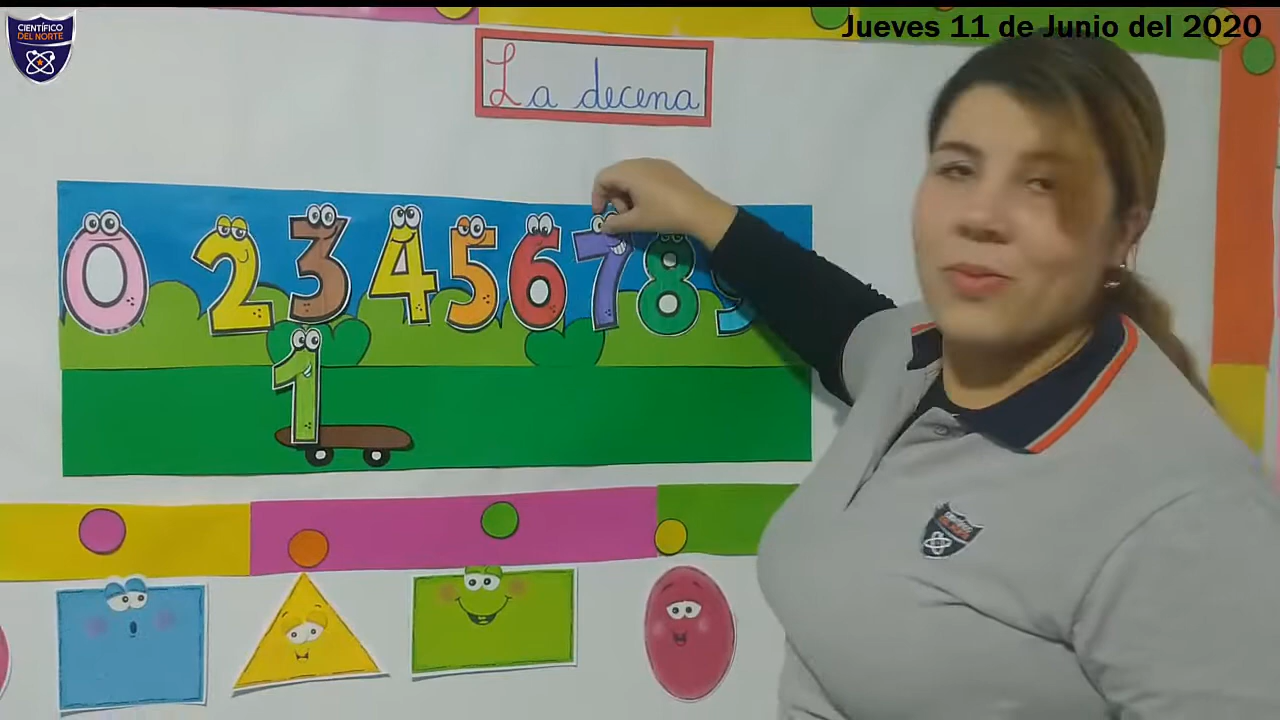 CIENTÍFICO
DEL NORTE
Jueves 11 de Junio del 2020
La decena
0 2 3 4 5 6 7 8 9
1